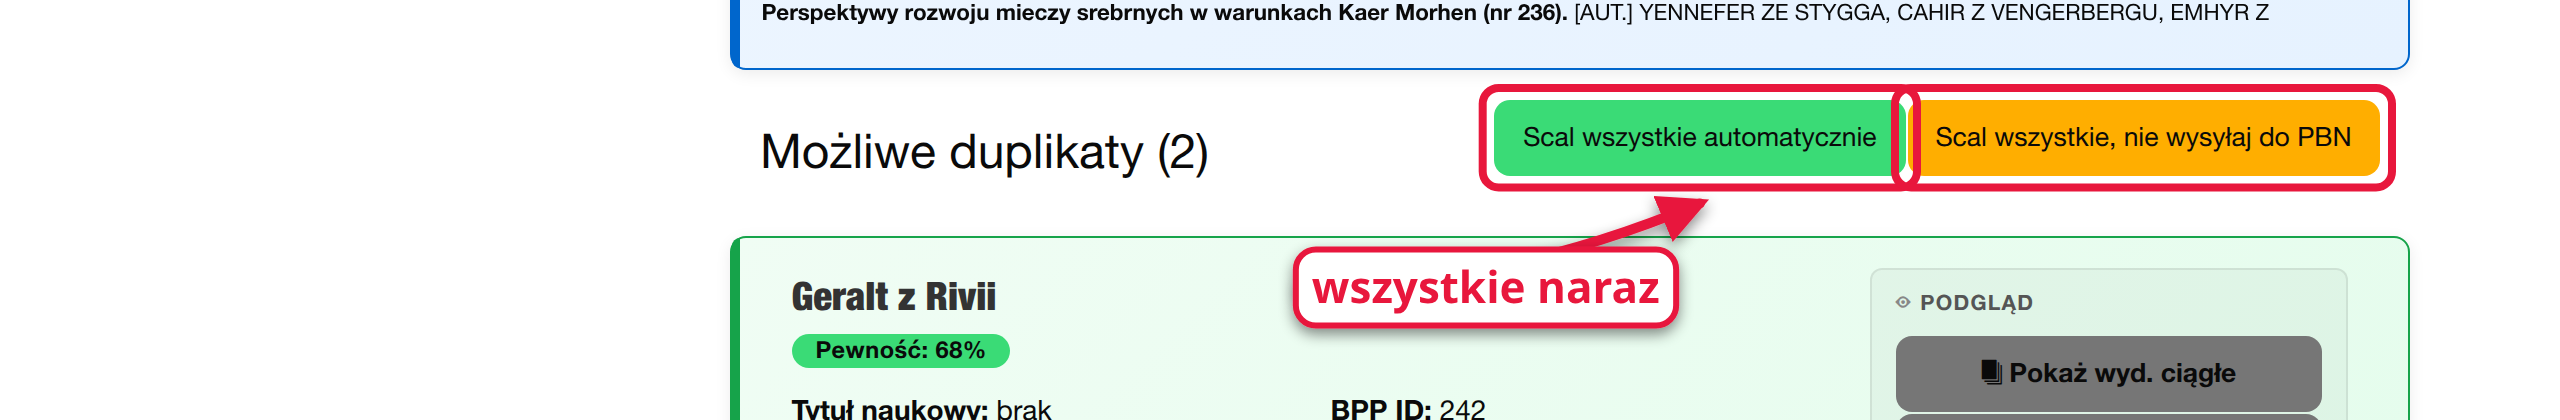 Perspektywy rozwoju mieczy srebrnych w warunkach Kaer Morhen (nr 236). [AUT.] YENNEFER ZE STYGGA, CAHIR Z VENGERBERGU, EMHYR Z
Możliwe duplikaty (2)
Scal wszystkie automatycznie
Scal wszystkie, nie wysyłaj do PBN
wszystkie naraz
Geralt z Rivii
Pewność: 68%
Tytuł naukowy: brak
BPP ID: 242
PODGLĄD
Pokaż wyd. ciągłe